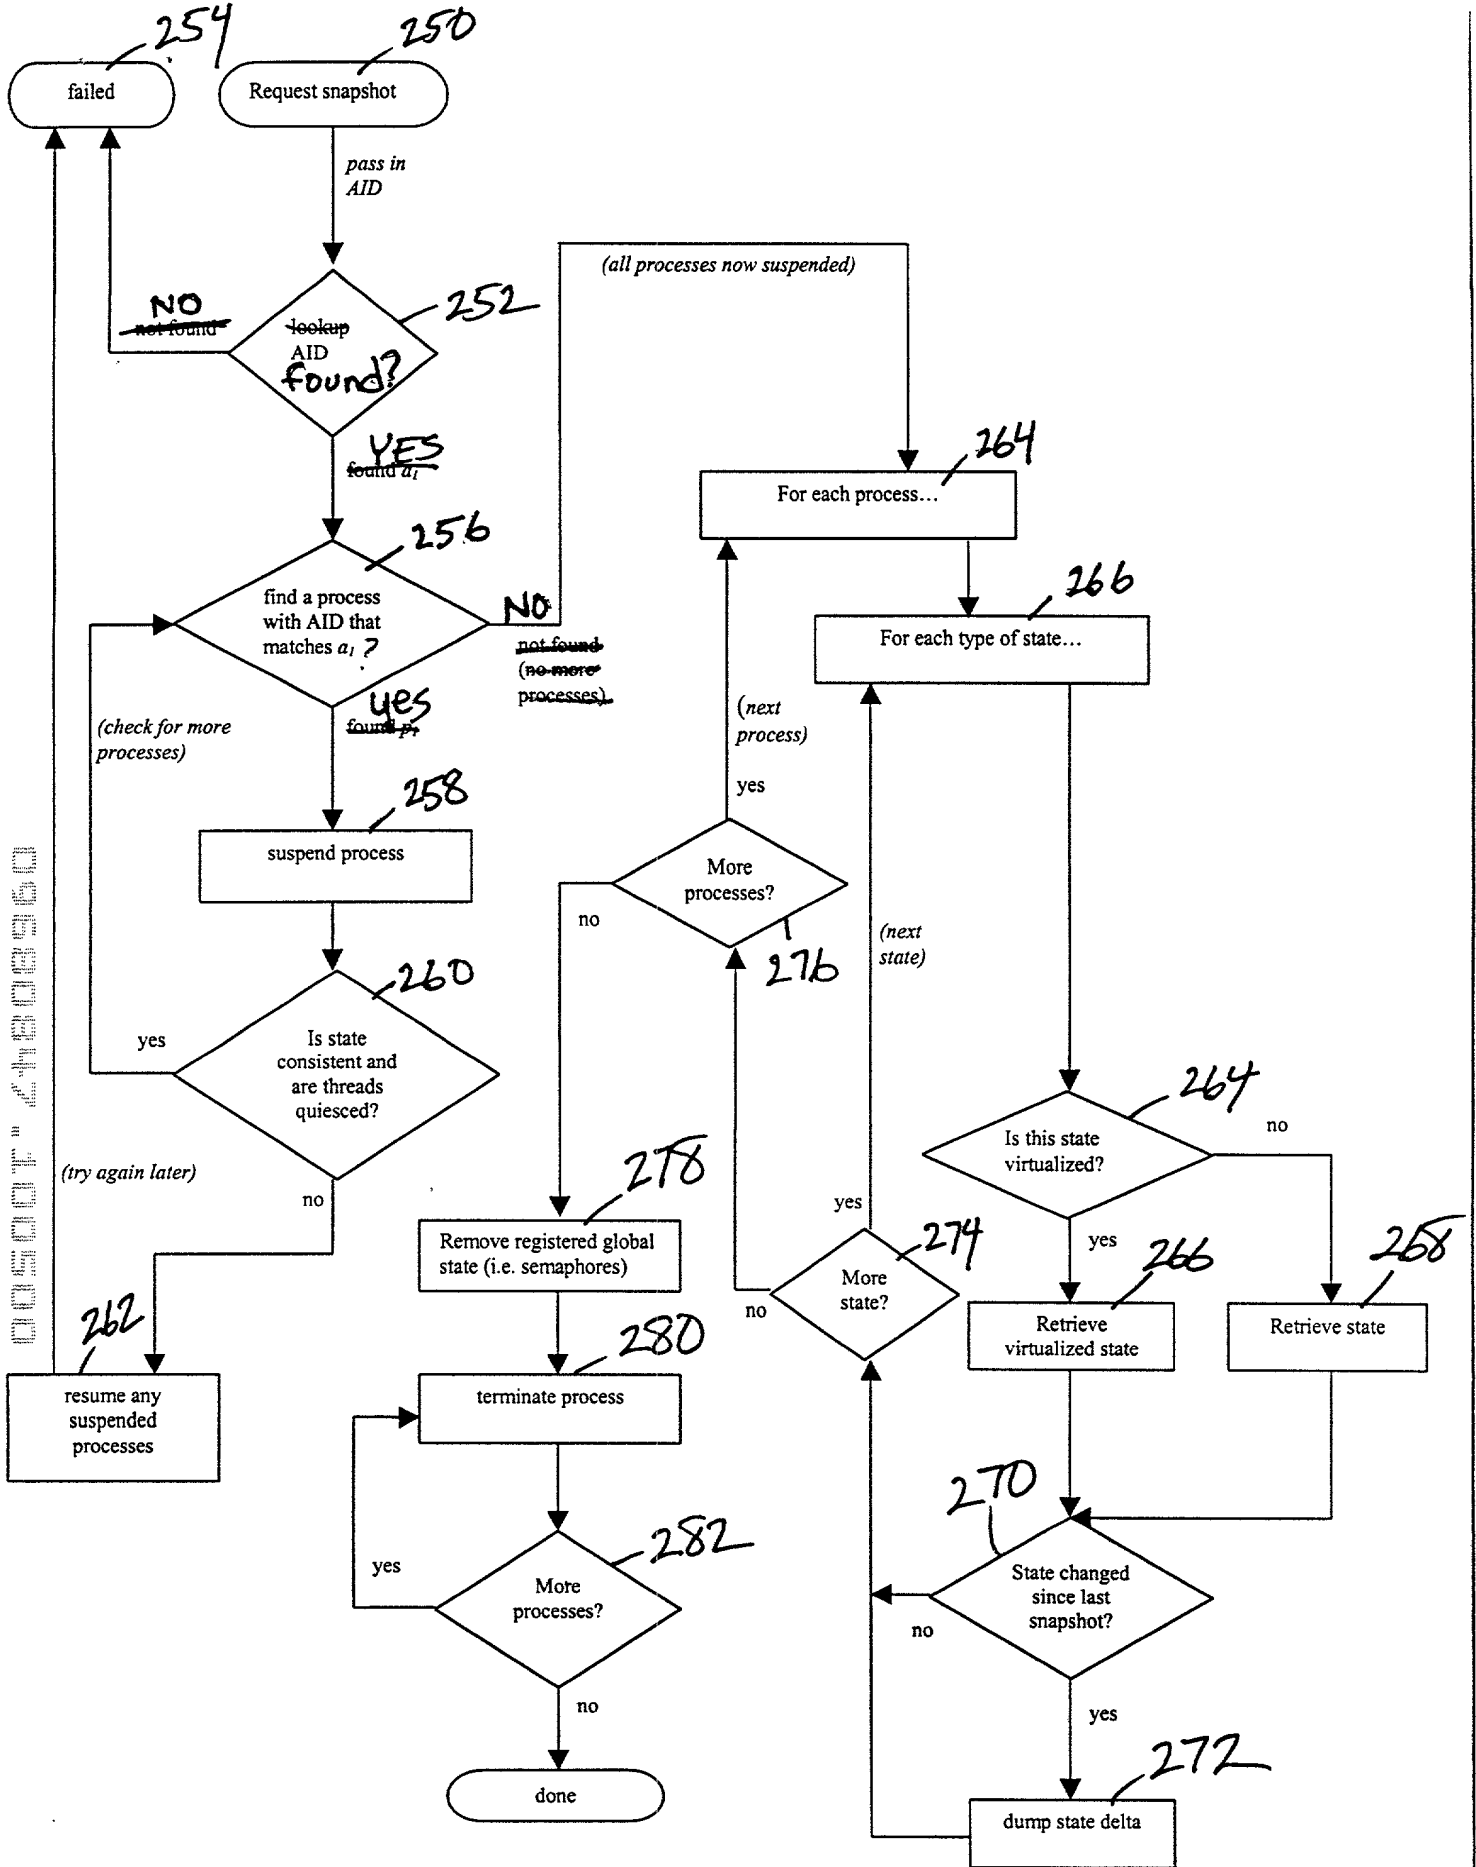 254
250
failed
Request snapshot
pass in
AID
(all processes now suspended)
NO
not found
252
lookup
AID
found?
YES
found a₁
264
For each process…
256
find a process
with AID that
matches a₁ ?
NO
not found
(no more
processes)
266
For each type of state…
yes
found p₁
(check for more
processes)
(next
process)
yes
258
suspend process
More
processes?
no
276
(next
state)
260
Is state
consistent and
are threads
quiesced?
yes
no
(try again later)
264
Is this state
virtualized?
no
yes
278
Remove registered global
state (i.e. semaphores)
yes
274
More
state?
no
266
Retrieve
virtualized state
268
Retrieve state
262
resume any
suspended
processes
280
terminate process
270
State changed
since last
snapshot?
no
yes
282
More
processes?
yes
no
done
272
dump state delta